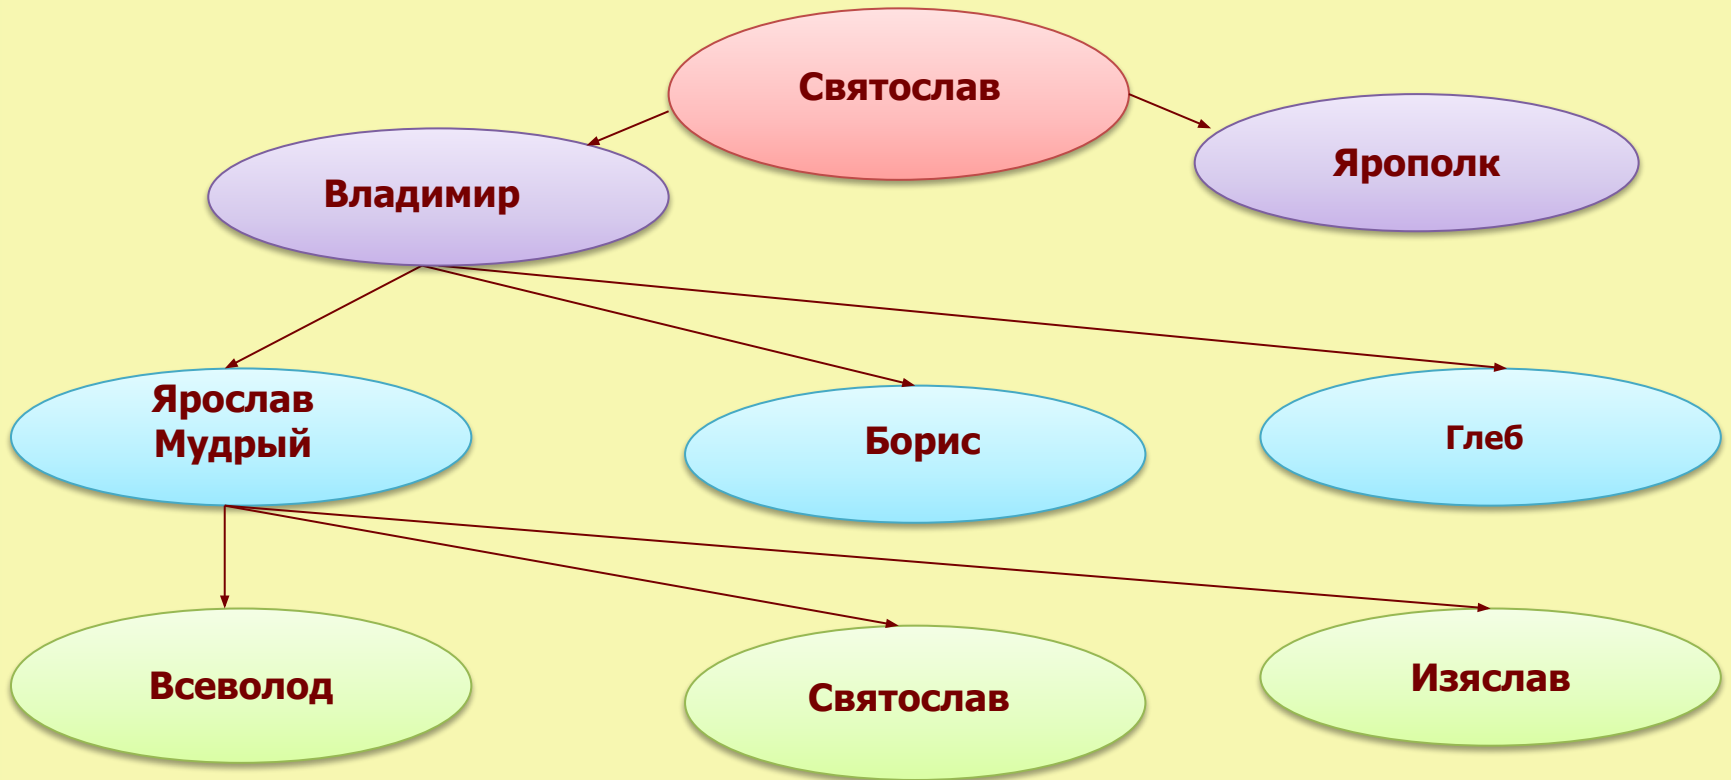 Святослав
Ярополк
Владимир
Ярослав
Мудрый
Борис
Глеб
Всеволод
Святослав
Изяслав